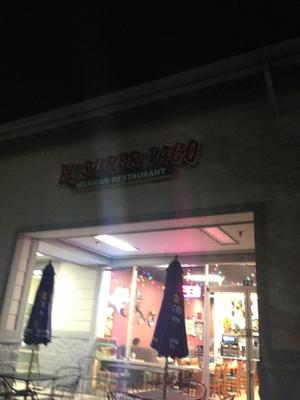 EL SUPER TACO
MEXICAN RESTAURANT